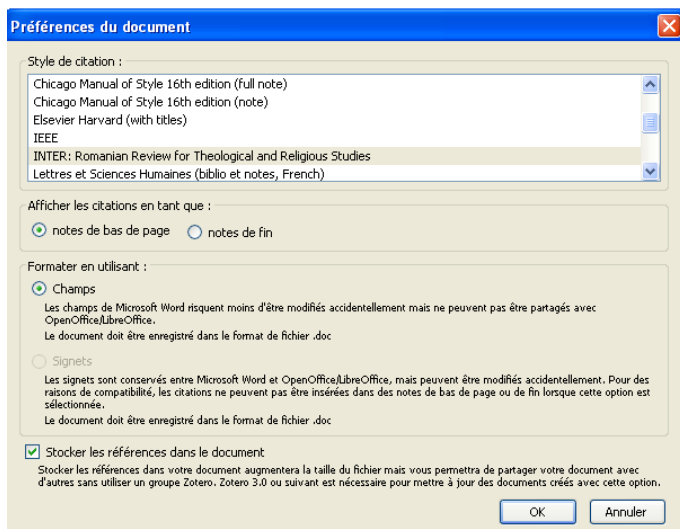 Préférences du document
Style de citation :
Chicago Manual of Style 16th edition (full note)
Chicago Manual of Style 16th edition (note)
Elsevier Harvard (with titles)
IEEE
INTER: Romanian Review for Theological and Religious Studies
Lettres et Sciences Humaines (biblio et notes, French)
Afficher les citations en tant que :
notes de bas de page notes de fin
Formater en utilisant :
Champs
Les champs de Microsoft Word risquent moins d'être modifiés accidentellement mais ne peuvent pas être partagés avec
OpenOffice/LibreOffice.
Le document doit être enregistré dans le format de fichier .doc
Signets
Les signets sont conservés entre Microsoft Word et OpenOffice/LibreOffice, mais peuvent être modifiés accidentellement. Pour des
raisons de compatibilité, les citations ne peuvent pas être insérées dans des notes de bas de page ou de fin lorsque cette option est
sélectionnée.
Le document doit être enregistré dans le format de fichier .doc
Stocker les références dans le document
Stocker les références dans votre document augmentera la taille du fichier mais vous permettra de partager votre document avec
d'autres sans utiliser un groupe Zotero. Zotero 3.0 ou suivant est nécessaire pour mettre à jour des documents créés avec cette option.
OK Annuler